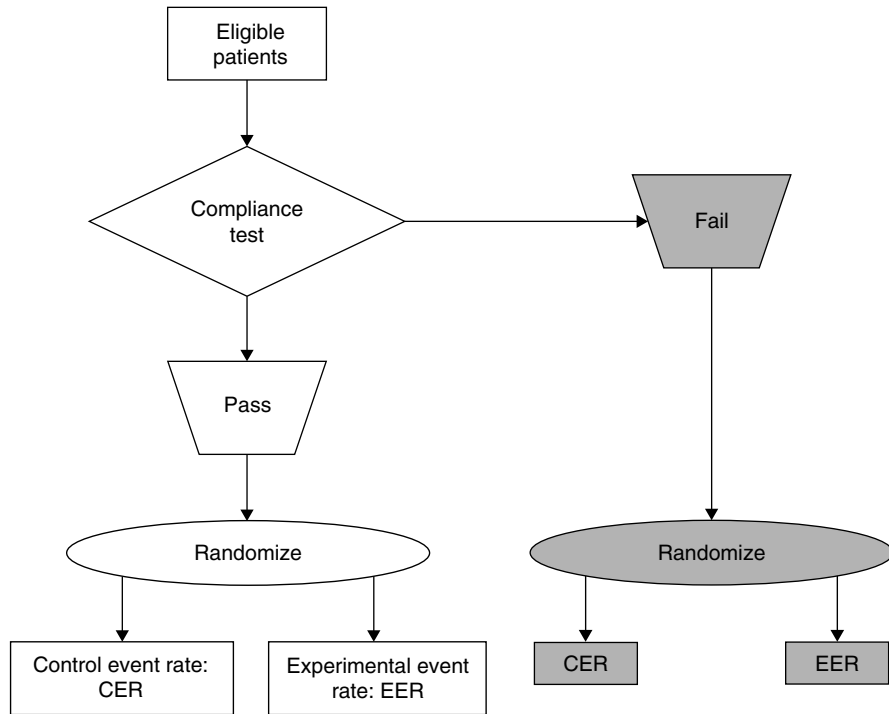 Eligible
patients
Compliance
test
Fail
Pass
Randomize
Randomize
Control event rate:
CER
Experimental event
rate: EER
CER
EER